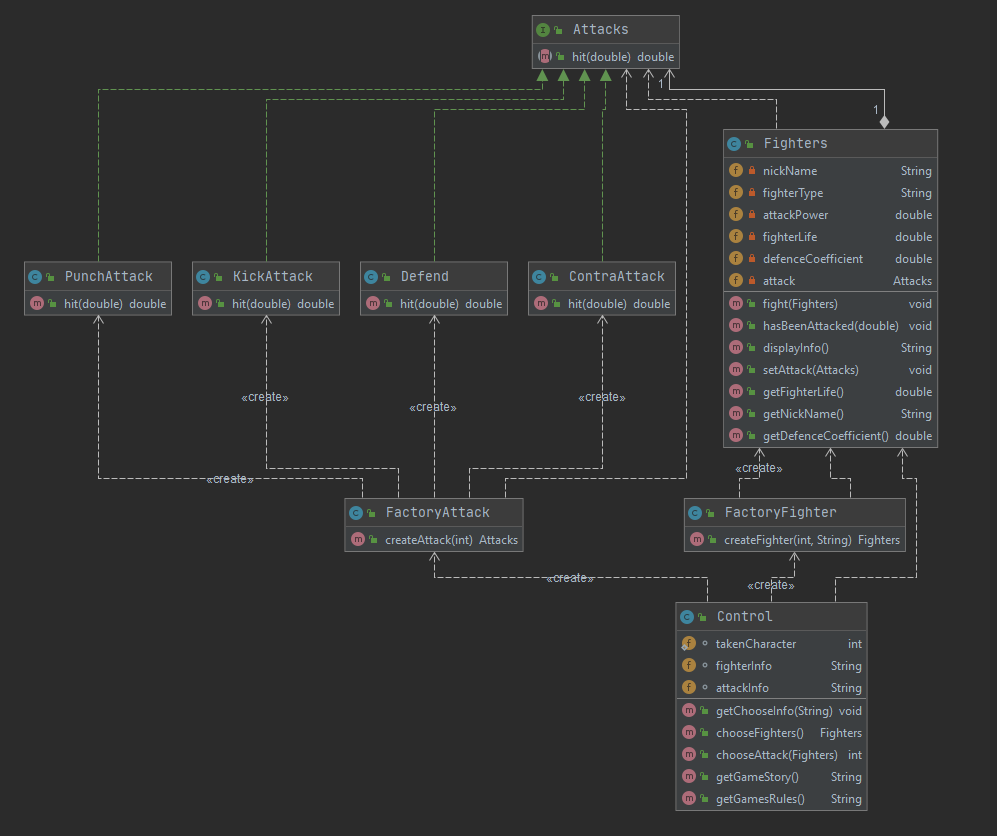 Attacks
hit(double) double
1
1
Fighters
nickName String
fighterType String
attackPower double
fighterLife double
defenceCoefficient double
attack Attacks
fight(Fighters) void
hasBeenAttacked(double) void
displayInfo() String
setAttack(Attacks) void
getFighterLife() double
getNickName() String
getDefenceCoefficient() double
PunchAttack
hit(double) double
KickAttack
hit(double) double
Defend
hit(double) double
ContraAttack
hit(double) double
«create»
«create»
«create»
«create»
«create»
FactoryAttack
createAttack(int) Attacks
FactoryFighter
createFighter(int, String) Fighters
«create»
«create»
Control
takenCharacter int
fighterInfo String
attackInfo String
getChooseInfo(String) void
chooseFighters() Fighters
chooseAttack(Fighters) int
getGameStory() String
getGamesRules() String